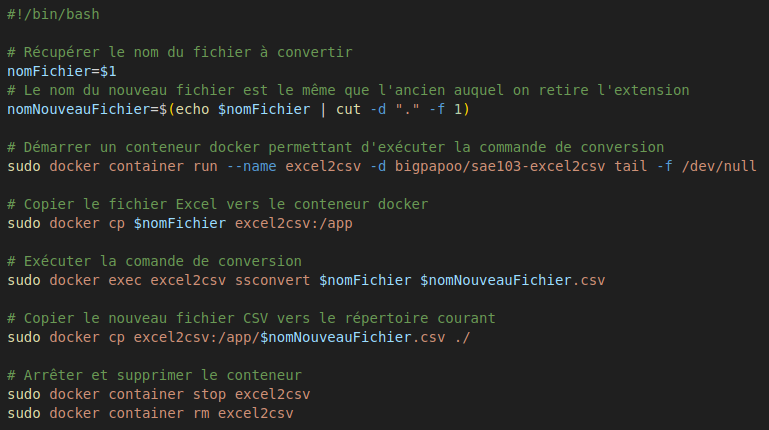 #!/bin/bash
# Récupérer le nom du fichier à convertir
nomFichier=$1
# Le nom du nouveau fichier est le même que l'ancien auquel on retire l'extension
nomNouveauFichier=$(echo $nomFichier | cut -d "." -f 1)
# Démarrer un conteneur docker permettant d'exécuter la commande de conversion
sudo docker container run --name excel2csv -d bigpapoo/sae103-excel2csv tail -f /dev/null
# Copier le fichier Excel vers le conteneur docker
sudo docker cp $nomFichier excel2csv:/app
# Exécuter la comande de conversion
sudo docker exec excel2csv ssconvert $nomFichier $nomNouveauFichier.csv
# Copier le nouveau fichier CSV vers le répertoire courant
sudo docker cp excel2csv:/app/$nomNouveauFichier.csv ./
# Arrêter et supprimer le conteneur
sudo docker container stop excel2csv
sudo docker container rm excel2csv